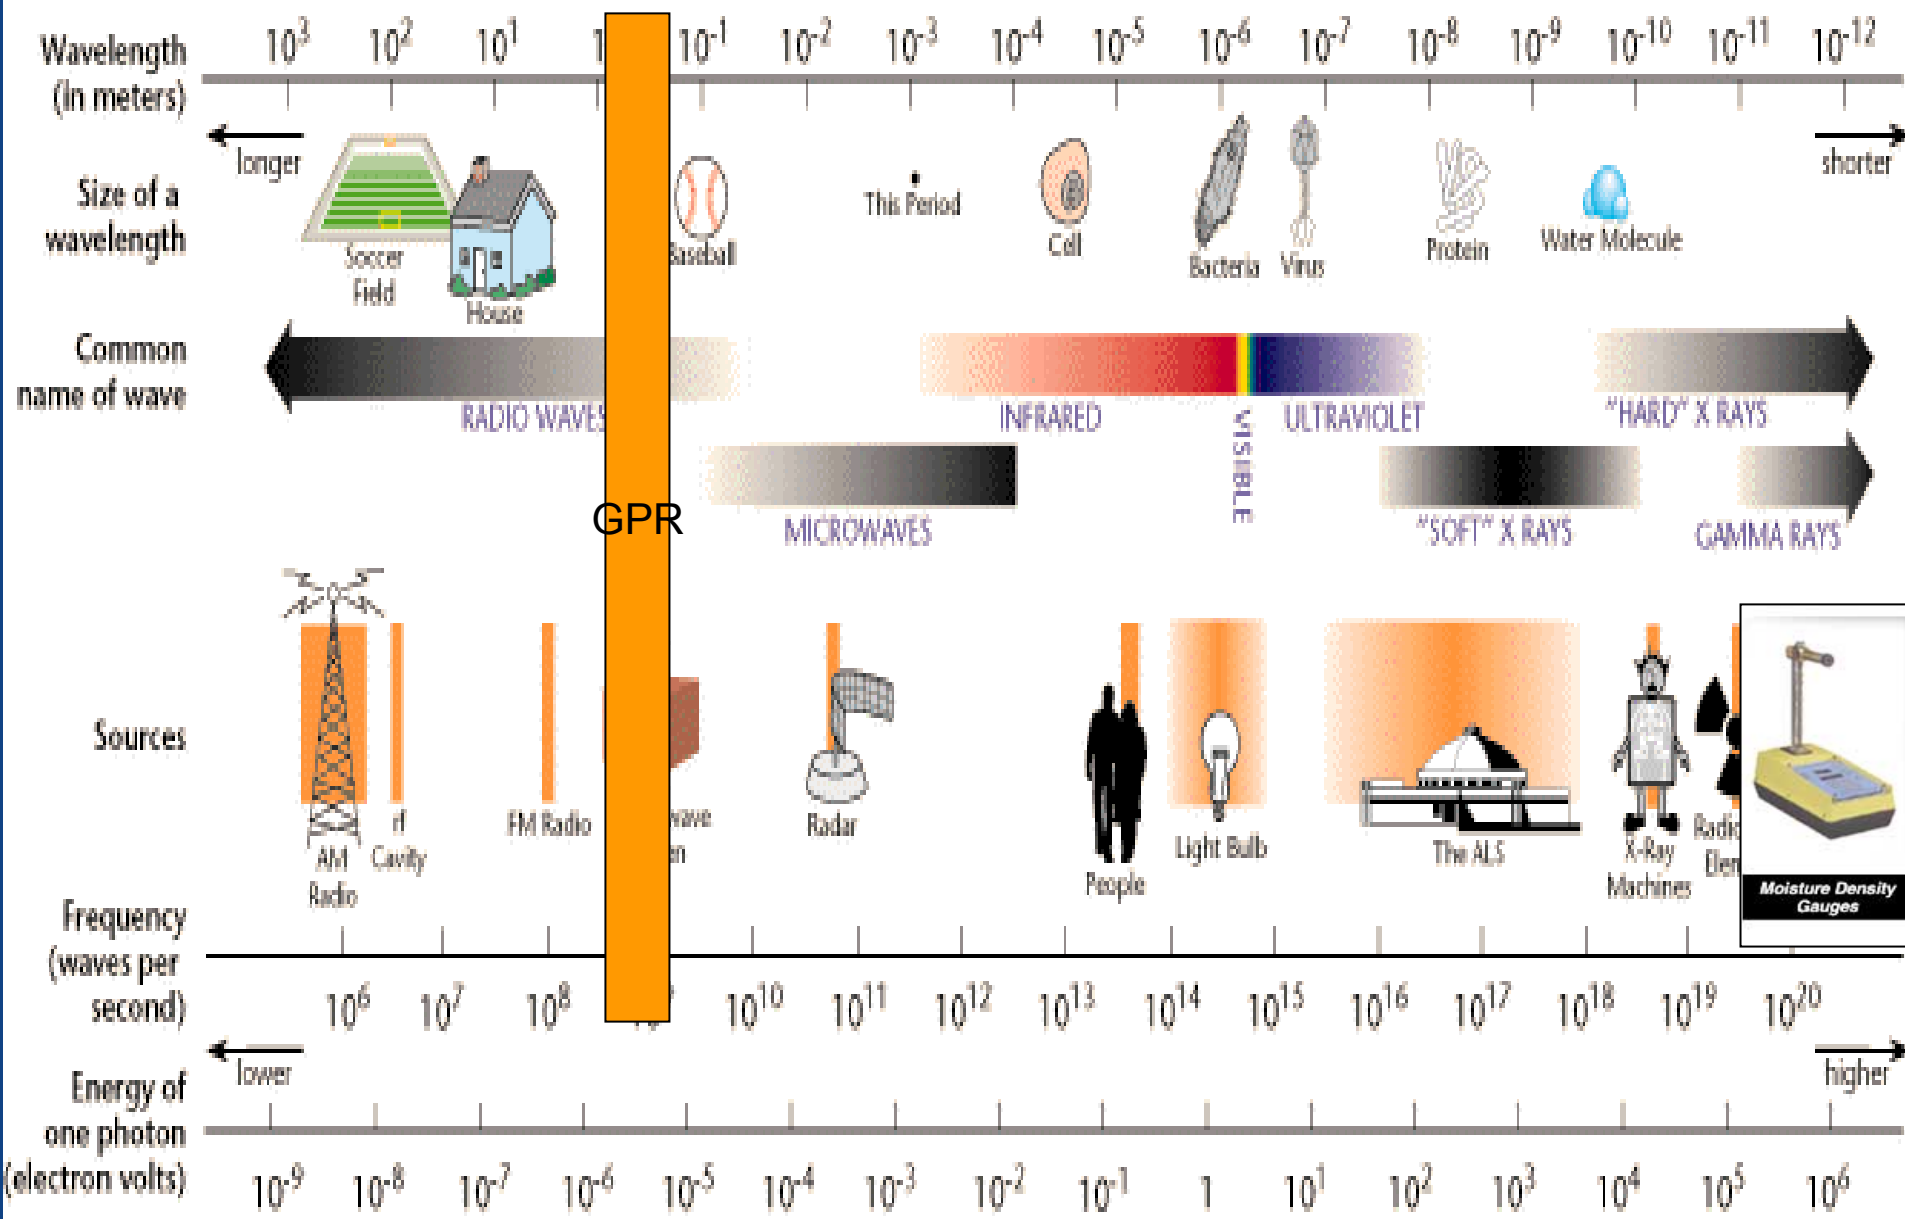 Wavelength
(in meters)
10³ 10² 10¹ 1 10⁻¹ 10⁻² 10⁻³ 10⁻⁴ 10⁻⁵ 10⁻⁶ 10⁻⁷ 10⁻⁸ 10⁻⁹ 10⁻¹⁰ 10⁻¹¹ 10⁻¹²
longer
shorter
Size of a
wavelength
Soccer
Field
House
Baseball
This Period
Cell
Bacteria
Virus
Protein
Water Molecule
Common
name of wave
RADIO WAVES
INFRARED
VISIBLE
ULTRAVIOLET
"HARD" X RAYS
GPR
MICROWAVES
"SOFT" X RAYS
GAMMA RAYS
Sources
AM
Radio
rf
Cavity
FM Radio
wave
en
Radar
People
Light Bulb
The ALS
X-Ray
Machines
Radio
Elem
Moisture Density
Gauges
Frequency
(waves per
second)
10⁶ 10⁷ 10⁸ 10¹⁰ 10¹¹ 10¹² 10¹³ 10¹⁴ 10¹⁵ 10¹⁶ 10¹⁷ 10¹⁸ 10¹⁹ 10²⁰
lower
higher
Energy of
one photon
(electron volts)
10⁻⁹ 10⁻⁸ 10⁻⁷ 10⁻⁶ 10⁻⁵ 10⁻⁴ 10⁻³ 10⁻² 10⁻¹ 1 10¹ 10² 10³ 10⁴ 10⁵ 10⁶